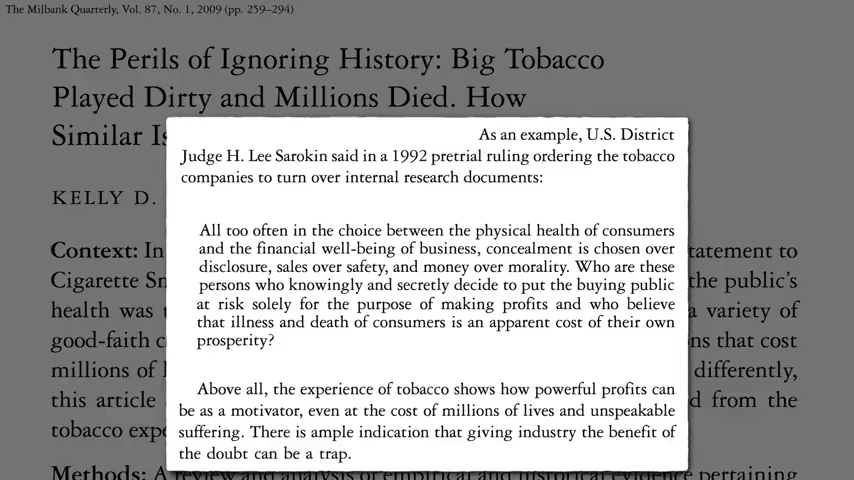 The Milbank Quarterly, Vol. 87, No. 1, 2009 (pp. 259–294)
The Perils of Ignoring History: Big Tobacco
Played Dirty and Millions Died. How
Similar Is
KELLY D.
Context: In
Cigarette Sm
health was
good-faith c
millions of
this article
tobacco expe
Methods: A review and analysis of empirical and historical evidence pertaining
tatement to
the public's
a variety of
ns that cost
differently,
d from the
As an example, U.S. District
Judge H. Lee Sarokin said in a 1992 pretrial ruling ordering the tobacco
companies to turn over internal research documents:
All too often in the choice between the physical health of consumers
and the financial well-being of business, concealment is chosen over
disclosure, sales over safety, and money over morality. Who are these
persons who knowingly and secretly decide to put the buying public
at risk solely for the purpose of making profits and who believe
that illness and death of consumers is an apparent cost of their own
prosperity?
Above all, the experience of tobacco shows how powerful profits can
be as a motivator, even at the cost of millions of lives and unspeakable
suffering. There is ample indication that giving industry the benefit of
the doubt can be a trap.